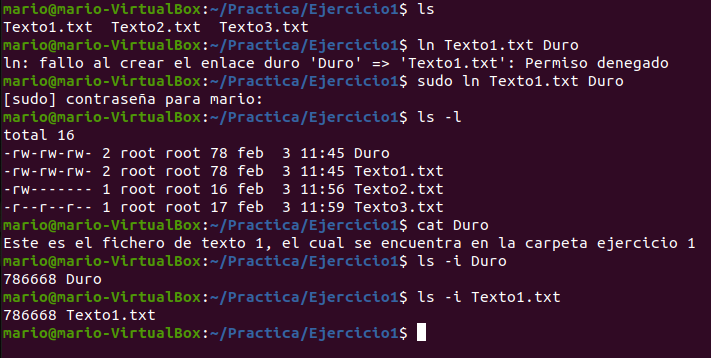 mario@mario-VirtualBox:~/Practica/Ejercicio1$ ls
Texto1.txt  Texto2.txt  Texto3.txt
mario@mario-VirtualBox:~/Practica/Ejercicio1$ ln Texto1.txt Duro
ln: fallo al crear el enlace duro 'Duro' => 'Texto1.txt': Permiso denegado
mario@mario-VirtualBox:~/Practica/Ejercicio1$ sudo ln Texto1.txt Duro
[sudo] contraseña para mario:
mario@mario-VirtualBox:~/Practica/Ejercicio1$ ls -l
total 16
-rw-rw-rw- 2 root root 78 feb  3 11:45 Duro
-rw-rw-rw- 2 root root 78 feb  3 11:45 Texto1.txt
-rw------- 1 root root 16 feb  3 11:56 Texto2.txt
-r--r--r-- 1 root root 17 feb  3 11:59 Texto3.txt
mario@mario-VirtualBox:~/Practica/Ejercicio1$ cat Duro
Este es el fichero de texto 1, el cual se encuentra en la carpeta ejercicio 1
mario@mario-VirtualBox:~/Practica/Ejercicio1$ ls -i Duro
786668 Duro
mario@mario-VirtualBox:~/Practica/Ejercicio1$ ls -i Texto1.txt
786668 Texto1.txt
mario@mario-VirtualBox:~/Practica/Ejercicio1$